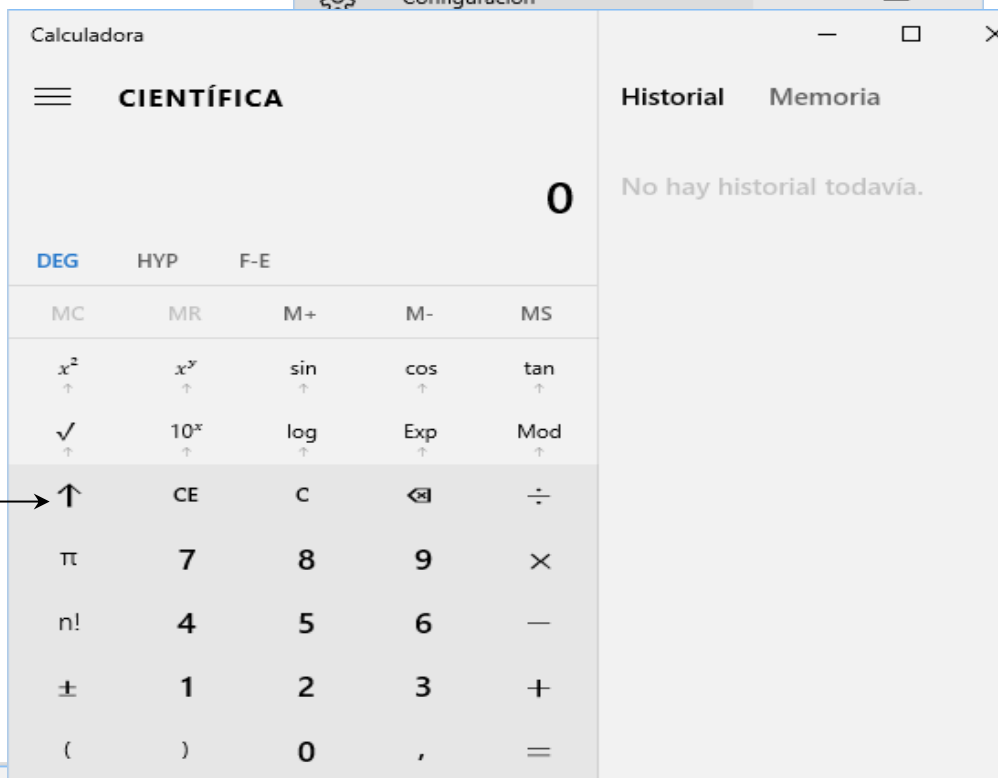 Configuración
Calculadora
CIENTÍFICA
Historial Memoria
0
No hay historial todavía.
DEG HYP F-E
MC MR M+ M- MS
x² xʸ sin cos tan
√ 10ˣ log Exp Mod
↑ CE C ⌫ ÷
π 7 8 9 ×
n! 4 5 6 −
± 1 2 3 +
( ) 0 , =